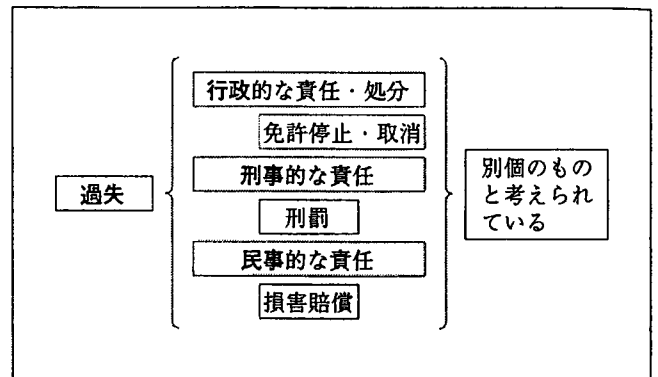 過失
行政的な責任・処分
免許停止・取消
刑事的な責任
刑罰
民事的な責任
損害賠償
別個のもの
と考えられ
ている